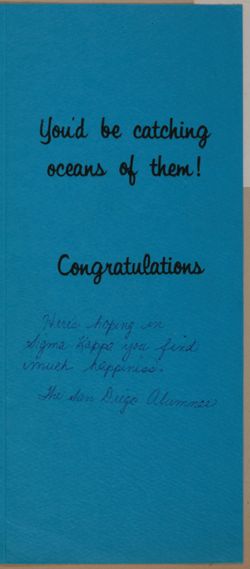 You'd be catching
oceans of them!
Congratulations
Here's hoping in
Sigma Kappa you find
much happiness.
The San Diego Alumnae